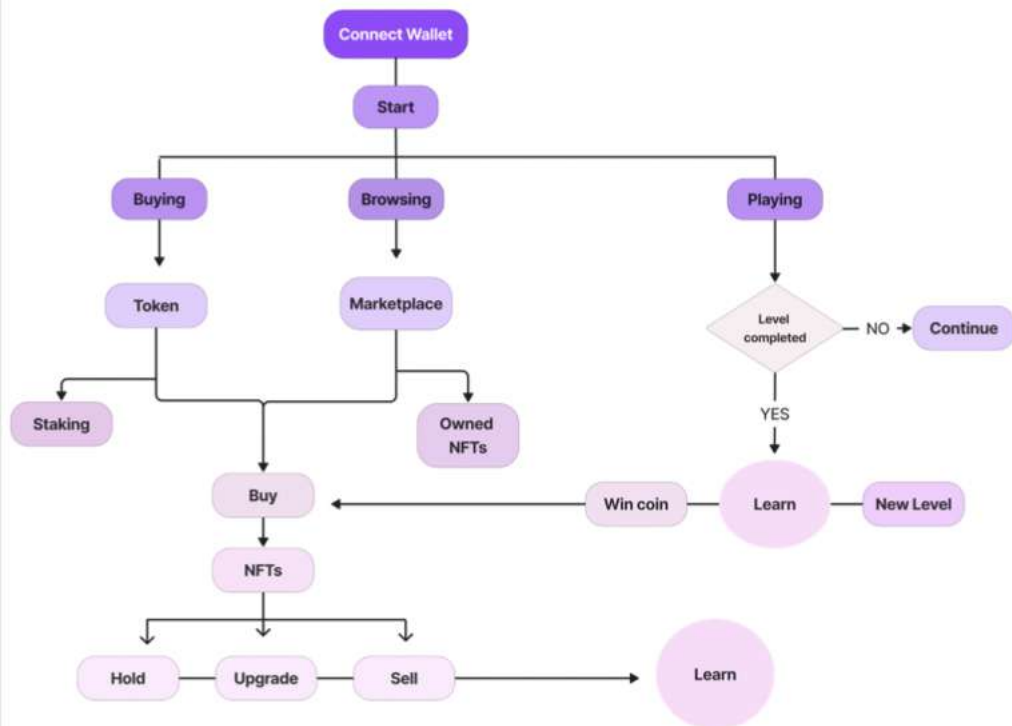 Connect Wallet
Start
Buying
Browsing
Playing
Token
Marketplace
Level
completed
NO
Continue
Staking
Owned
NFTs
YES
Buy
Win coin
Learn
New Level
NFTs
Hold
Upgrade
Sell
Learn